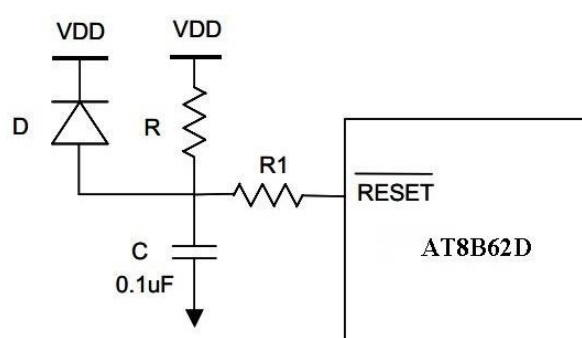 VDD
VDD
D
R
R1
RESET
C
0.1uF
AT8B62D